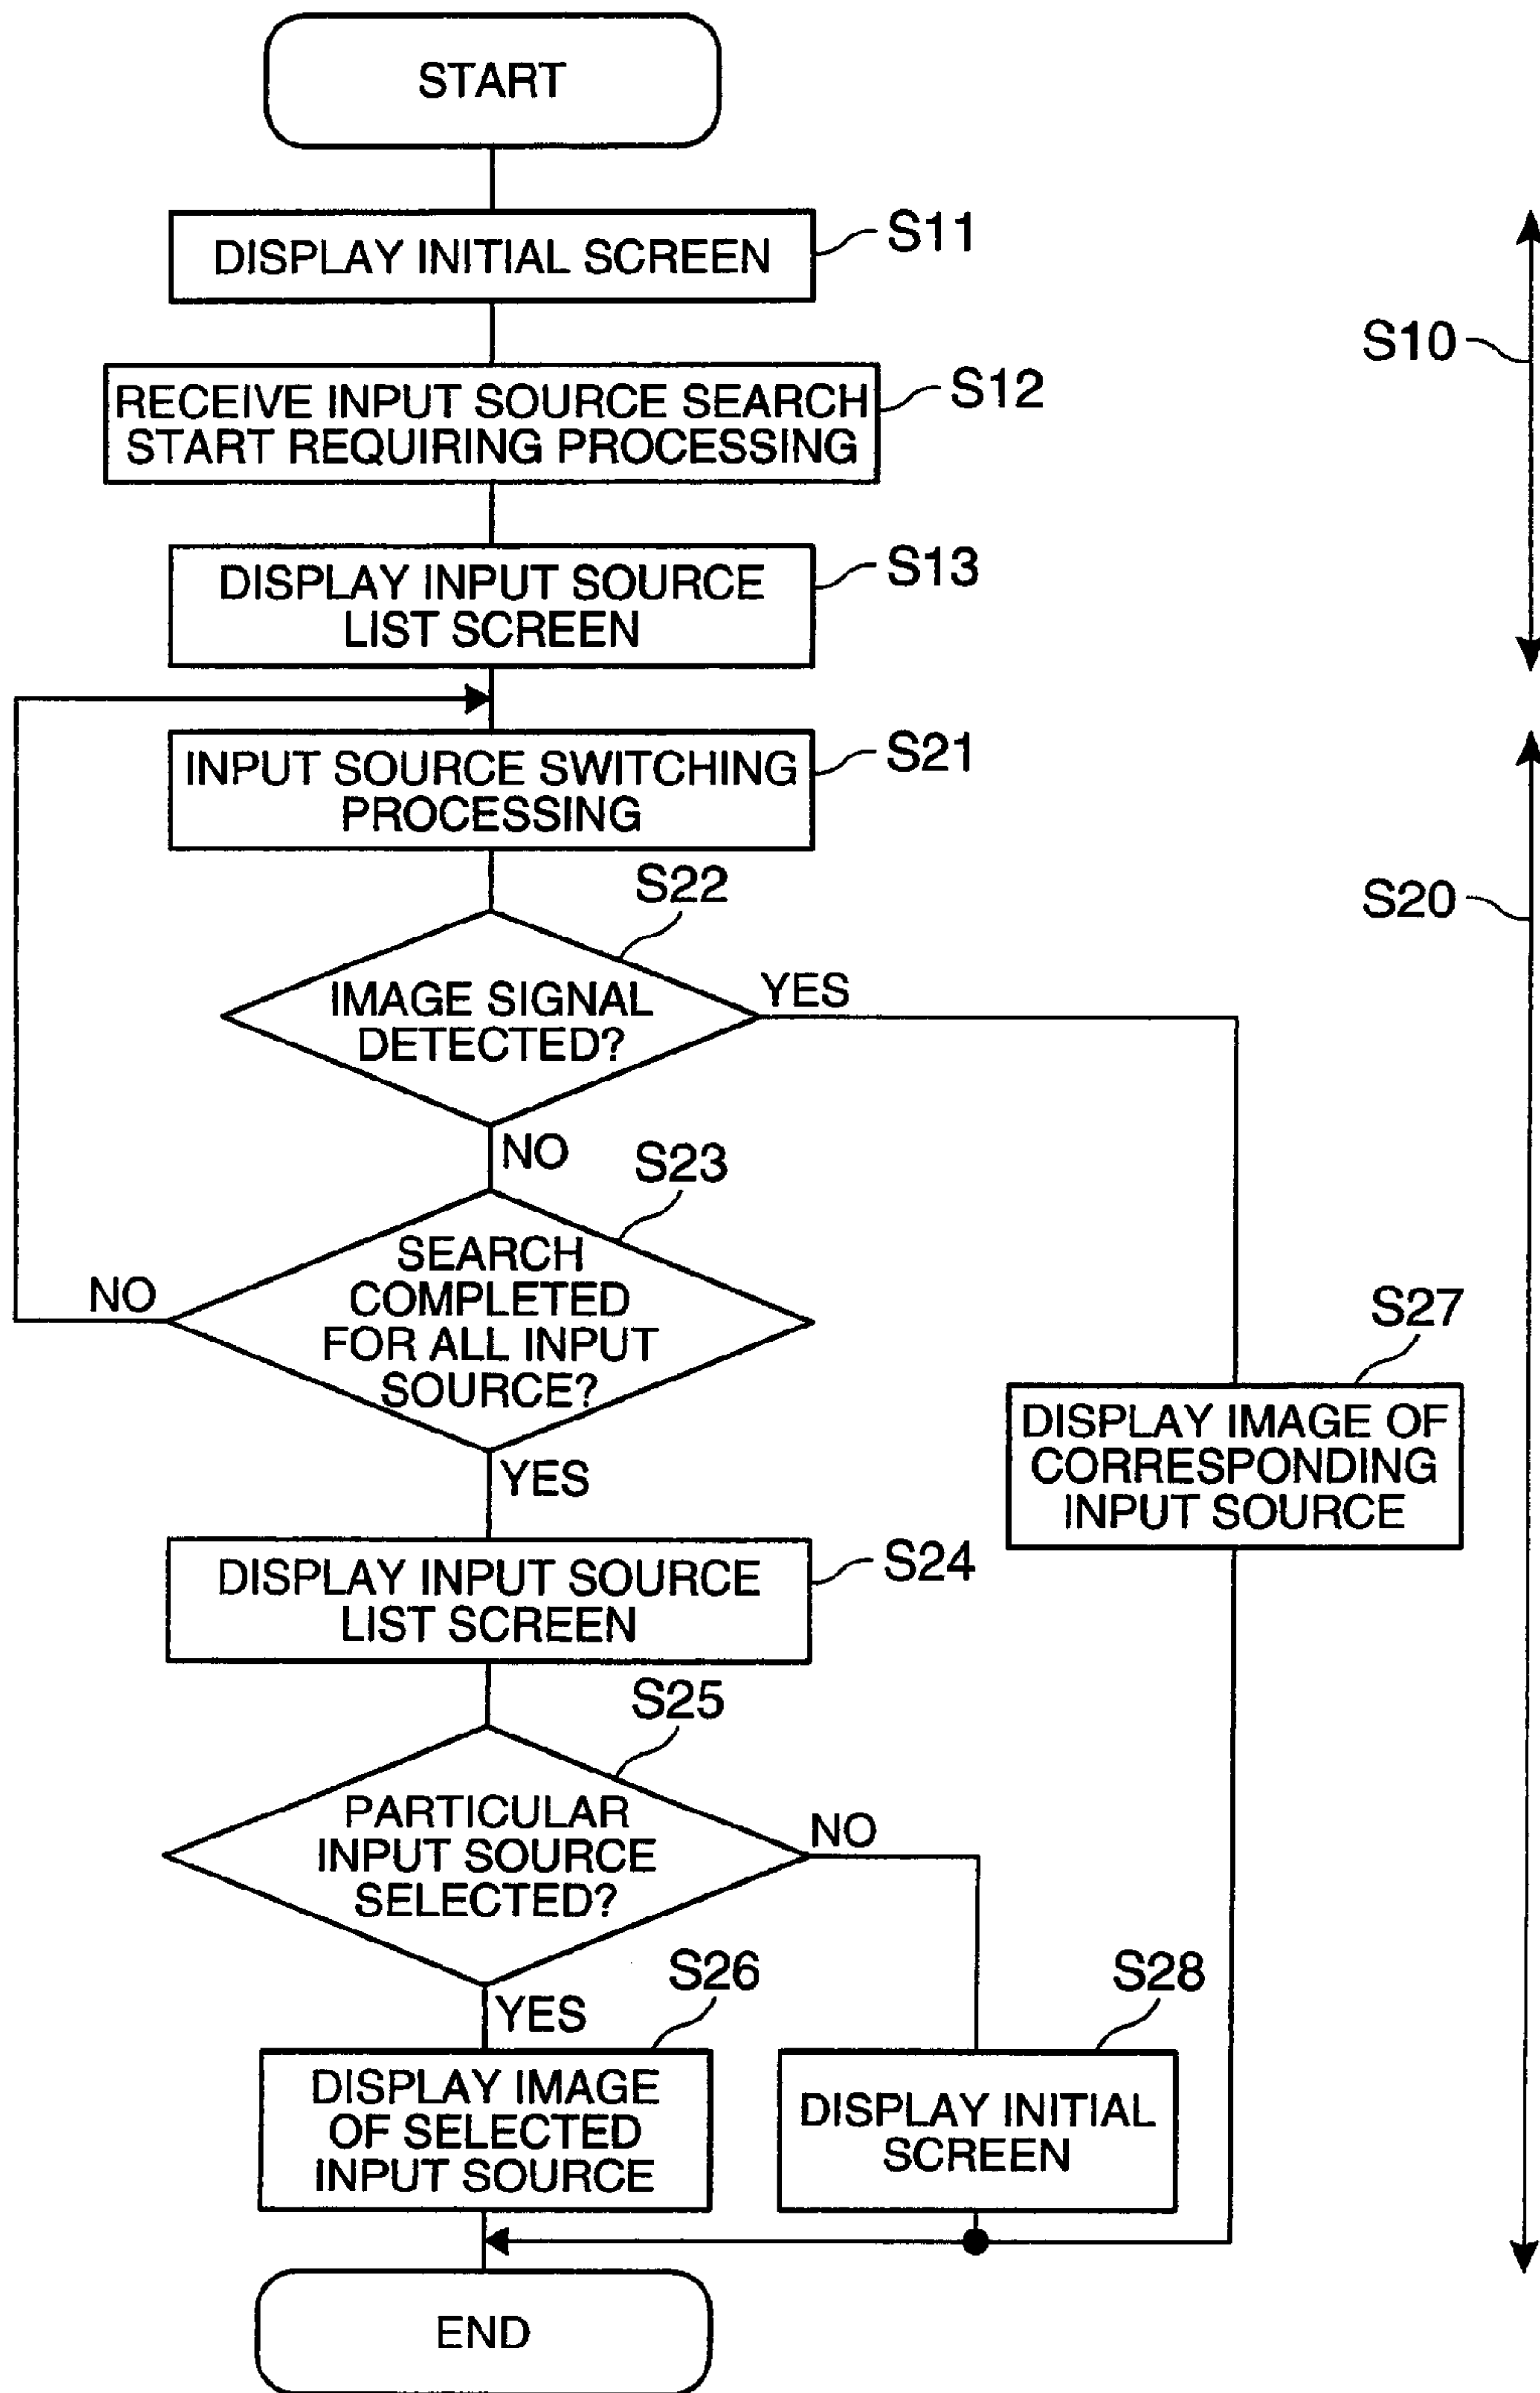 START
DISPLAY INITIAL SCREEN
S11
S10
RECEIVE INPUT SOURCE SEARCH
START REQUIRING PROCESSING
S12
DISPLAY INPUT SOURCE
LIST SCREEN
S13
INPUT SOURCE SWITCHING
PROCESSING
S21
S20
S22
IMAGE SIGNAL
DETECTED?
YES
NO
S23
SEARCH
COMPLETED
FOR ALL INPUT
SOURCE?
NO
YES
S27
DISPLAY IMAGE OF
CORRESPONDING
INPUT SOURCE
DISPLAY INPUT SOURCE
LIST SCREEN
S24
S25
PARTICULAR
INPUT SOURCE
SELECTED?
NO
YES
S26
DISPLAY IMAGE
OF SELECTED
INPUT SOURCE
S28
DISPLAY INITIAL
SCREEN
END